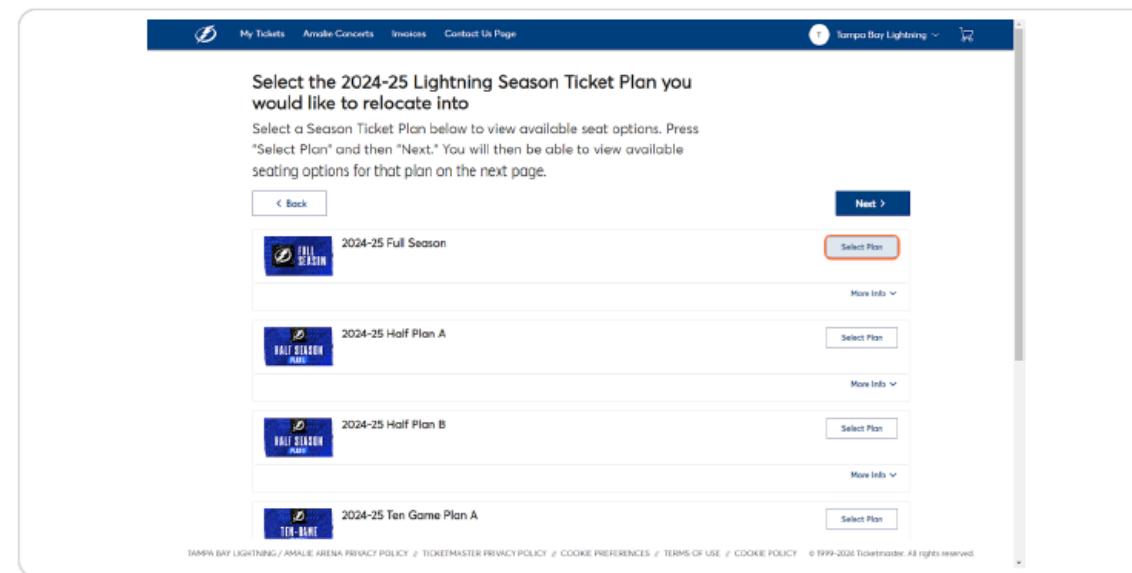 My Tickets Amalie Concerts Invoices Contact Us Page T Tampa Bay Lightning
Select the 2024-25 Lightning Season Ticket Plan you
would like to relocate into
Select a Season Ticket Plan below to view available seat options. Press
"Select Plan" and then "Next." You will then be able to view available
seating options for that plan on the next page.
< Back Next >
FULL
SEASON
2024-25 Full Season Select Plan
More Info
HALF SEASON
PLANS
2024-25 Half Plan A Select Plan
More Info
HALF SEASON
PLANS
2024-25 Half Plan B Select Plan
More Info
TEN-GAME
2024-25 Ten Game Plan A Select Plan
TAMPA BAY LIGHTNING / AMALIE ARENA PRIVACY POLICY // TICKETMASTER PRIVACY POLICY // COOKIE PREFERENCES // TERMS OF USE // COOKIE POLICY © 1999-2024 Ticketmaster. All rights reserved.